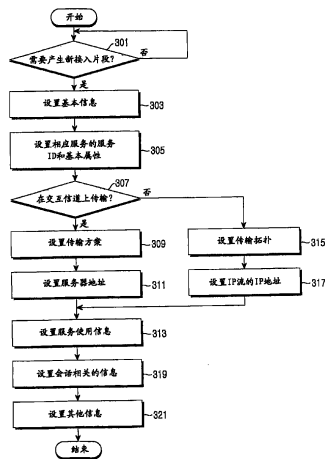 开始
301
需要产生新接入片段?
否
是
设置基本信息
303
设置相应服务的服务
ID和基本属性
305
307
在交互信道上传输?
否
是
设置传输方案
309
设置传输拓扑
315
设置服务器地址
311
设置IP流的IP地址
317
设置服务使用信息
313
设置会话相关的信息
319
设置其他信息
321
结束